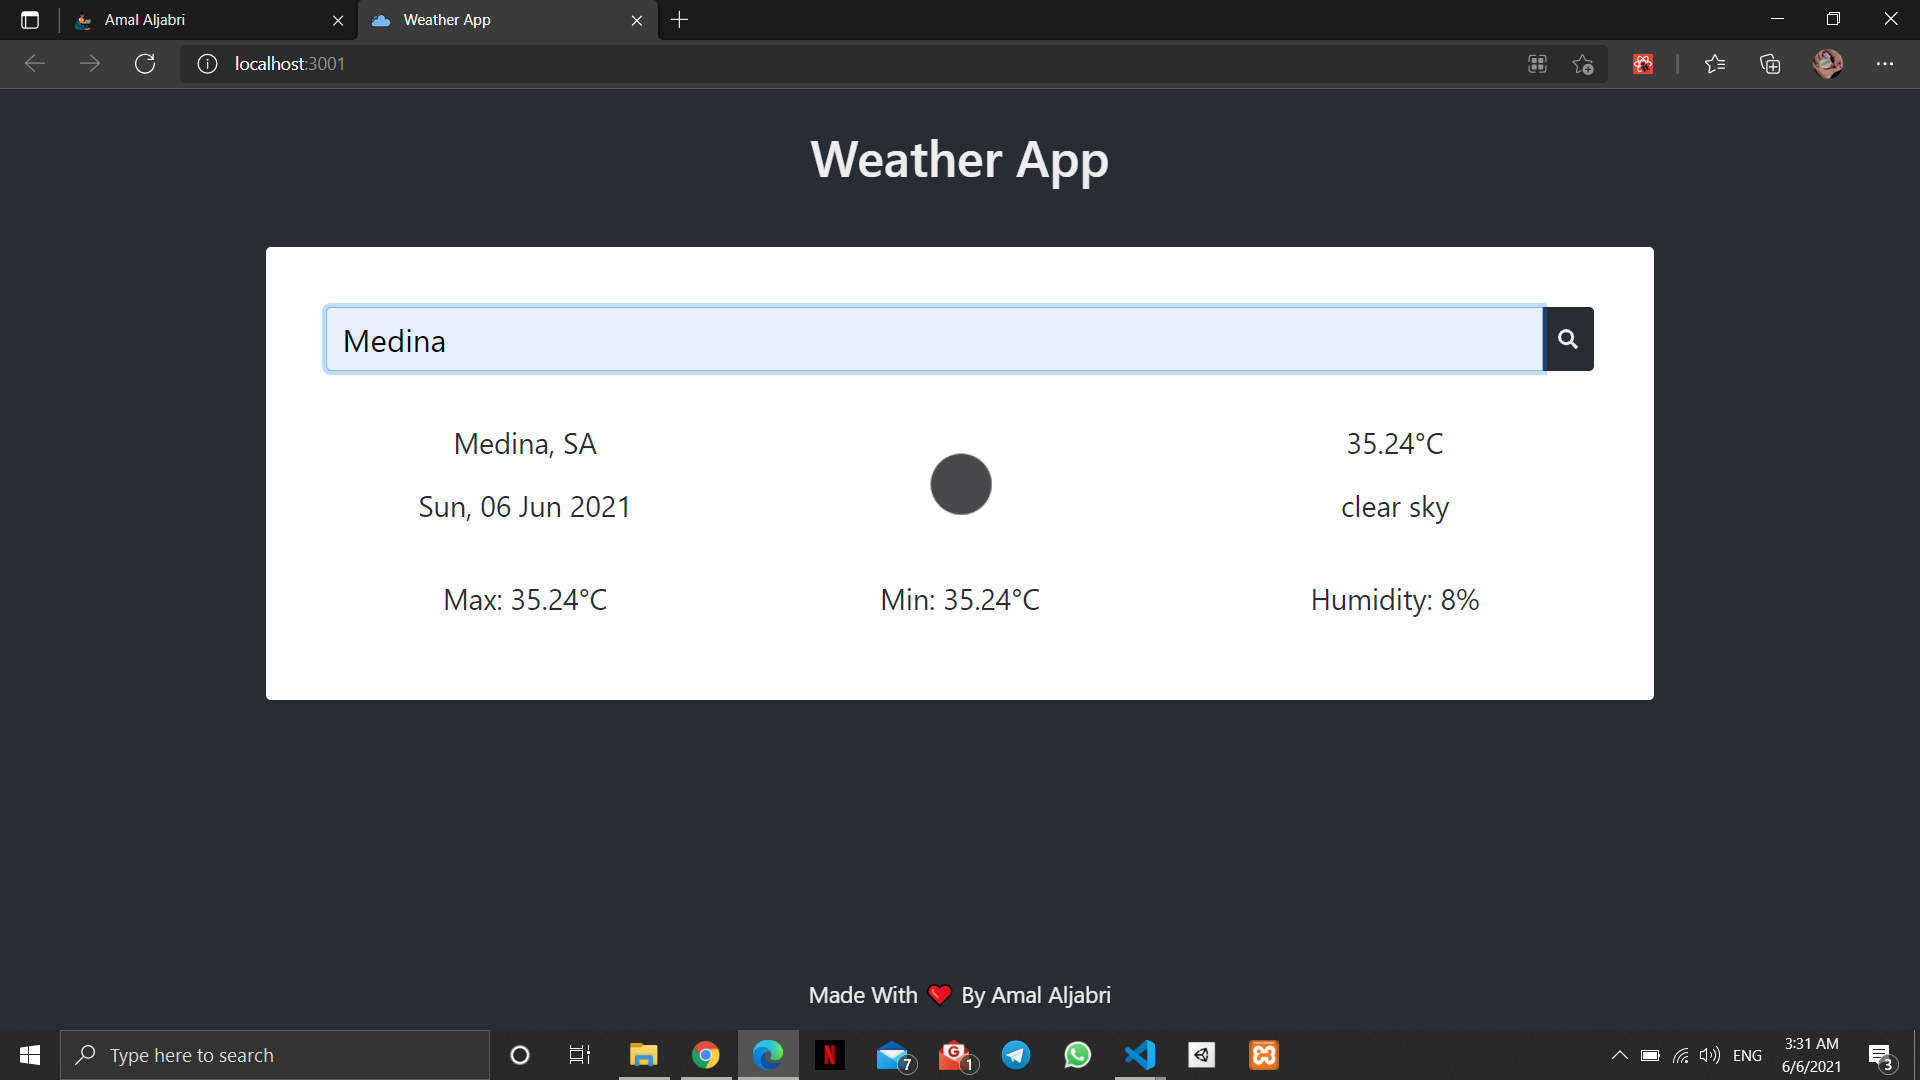 Amal Aljabri
Weather App
localhost:3001
Weather App
Medina
Medina, SA
35.24°C
Sun, 06 Jun 2021
clear sky
Max: 35.24°C
Min: 35.24°C
Humidity: 8%
Made With ❤ By Amal Aljabri
Type here to search
N
7
G
1
ENG
3:31 AM
6/6/2021
3